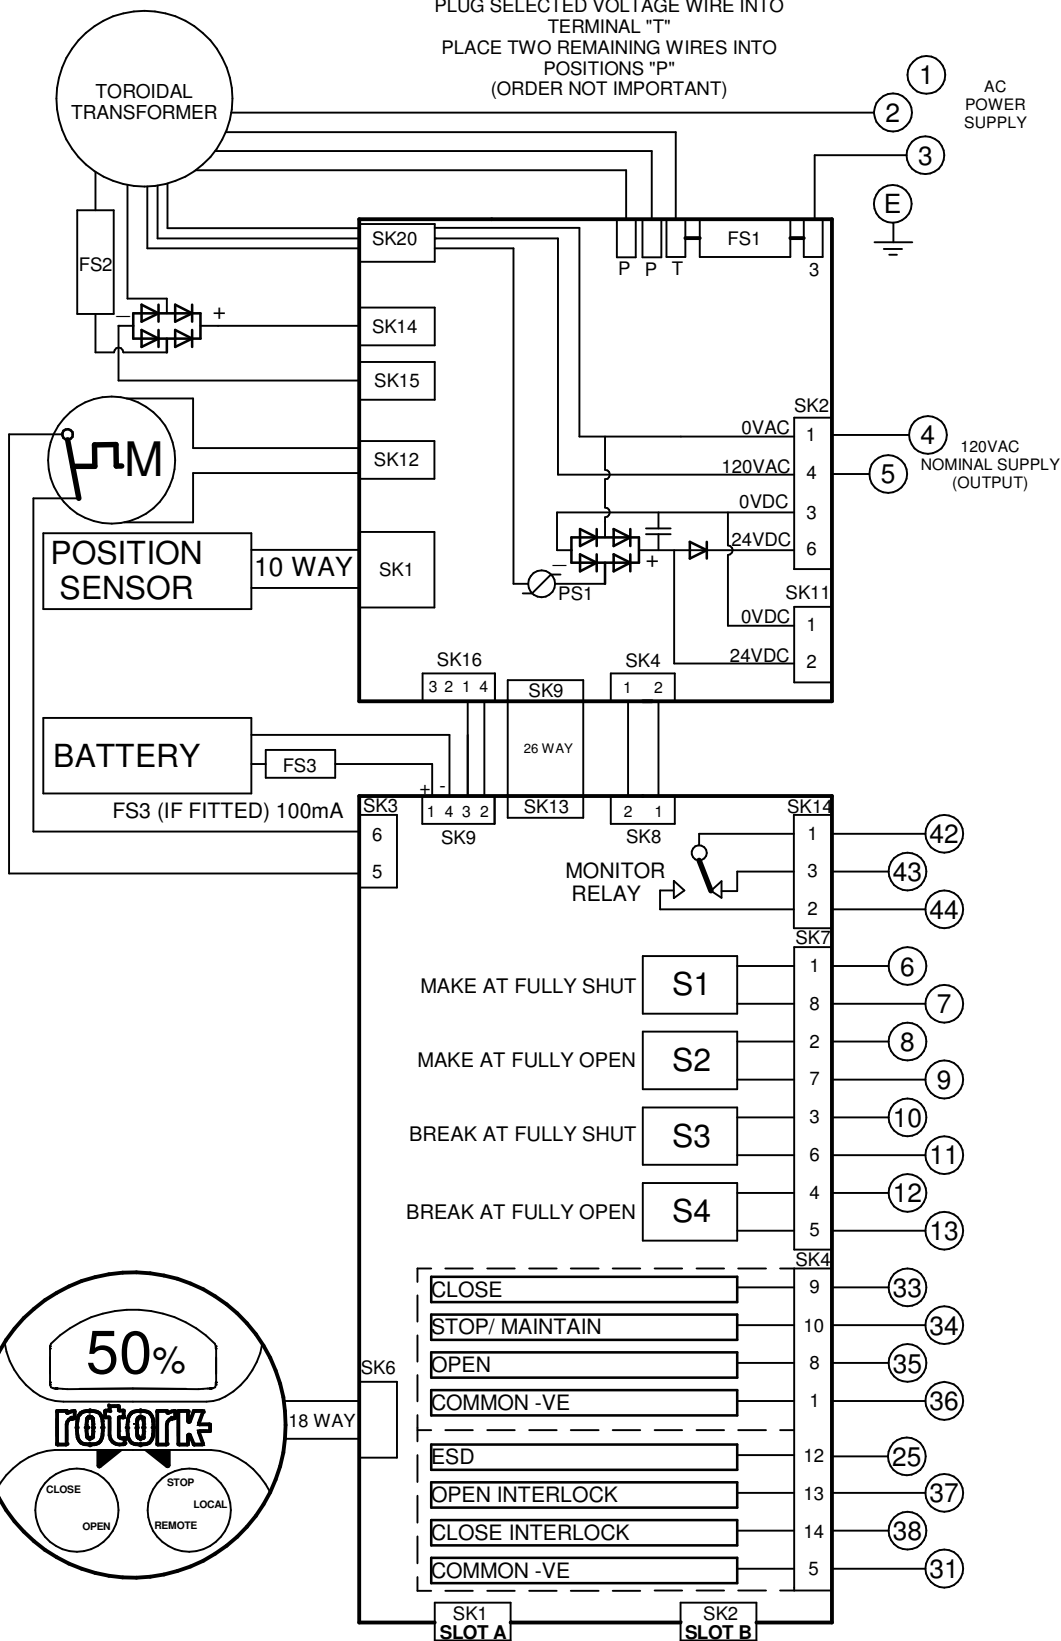 PLUG SELECTED VOLTAGE WIRE INTO
TERMINAL "T"
PLACE TWO REMAINING WIRES INTO
POSITIONS "P"
(ORDER NOT IMPORTANT)
TOROIDAL
TRANSFORMER
1
2
3
AC
POWER
SUPPLY
E
FS2
SK20
P P T
FS1
3
− +
SK14
SK15
M
SK12
SK2
0VAC 1
4
120VAC 4
5
120VAC
NOMINAL SUPPLY
(OUTPUT)
0VDC 3
24VDC 6
− +
PS1
POSITION
SENSOR
10 WAY
SK1
SK11
0VDC 1
24VDC 2
SK16
3 2 1 4
SK9
SK4
1 2
BATTERY
FS3
26 WAY
FS3 (IF FITTED) 100mA
+ -
SK3
6
5
1 4 3 2
SK9
SK13
2 1
SK8
SK14
MONITOR
RELAY
1 42
3 43
2 44
SK7
MAKE AT FULLY SHUT S1
1 6
8 7
MAKE AT FULLY OPEN S2
2 8
7 9
BREAK AT FULLY SHUT S3
3 10
6 11
BREAK AT FULLY OPEN S4
4 12
5 13
SK4
CLOSE 9 33
STOP/ MAINTAIN 10 34
OPEN 8 35
COMMON -VE 1 36
ESD 12 25
OPEN INTERLOCK 13 37
CLOSE INTERLOCK 14 38
COMMON -VE 5 31
50%
rotork
CLOSE
OPEN
STOP
LOCAL
REMOTE
18 WAY
SK6
SK1
SLOT A
SK2
SLOT B